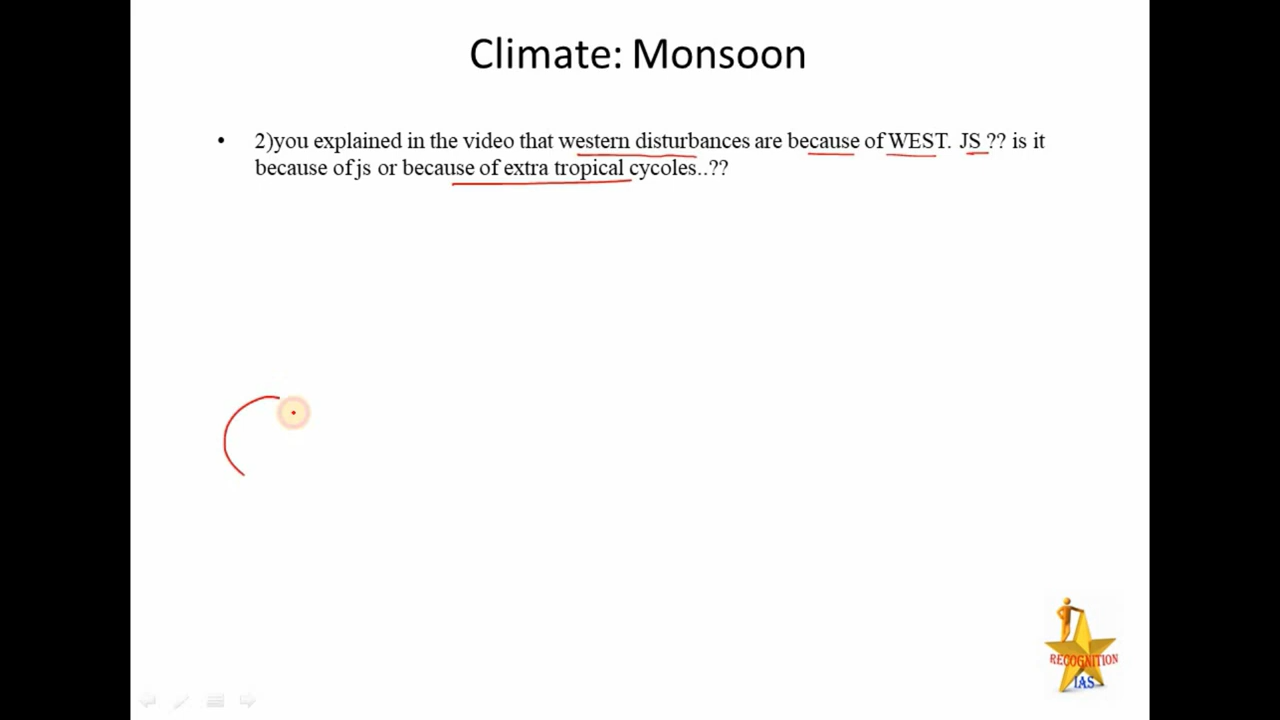 Climate: Monsoon
• 2)you explained in the video that western disturbances are because of WEST. JS ?? is it
because of js or because of extra tropical cycoles..??
RECOGNITION
IAS